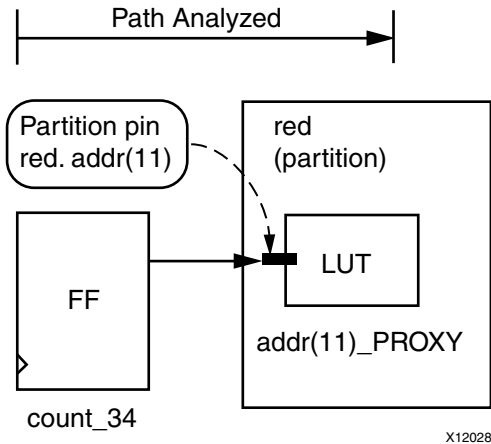 Path Analyzed
Partition pin
red. addr(11)
red
(partition)
FF
LUT
addr(11)_PROXY
count_34
X12028